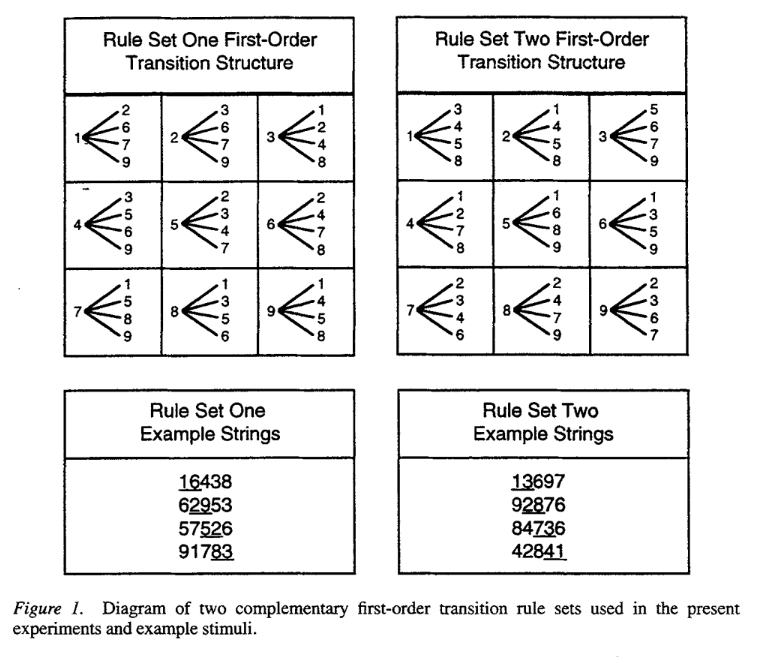 Rule Set One First-Order
Transition Structure
1 2 6 7 9
2 3 6 7 9
3 1 2 4 8
4 3 5 6 9
5 2 3 4 7
6 2 4 7 8
7 1 5 8 9
8 1 3 5 6
9 1 4 5 8
Rule Set Two First-Order
Transition Structure
1 3 4 5 8
2 1 4 5 8
3 5 6 7 9
4 1 2 7 8
5 1 6 8 9
6 1 3 5 9
7 2 3 4 6
8 2 4 7 9
9 2 3 6 7
Rule Set One
Example Strings
16438
62953
57526
91783
Rule Set Two
Example Strings
13697
92876
84736
42841
Figure 1. Diagram of two complementary first-order transition rule sets used in the present
experiments and example stimuli.